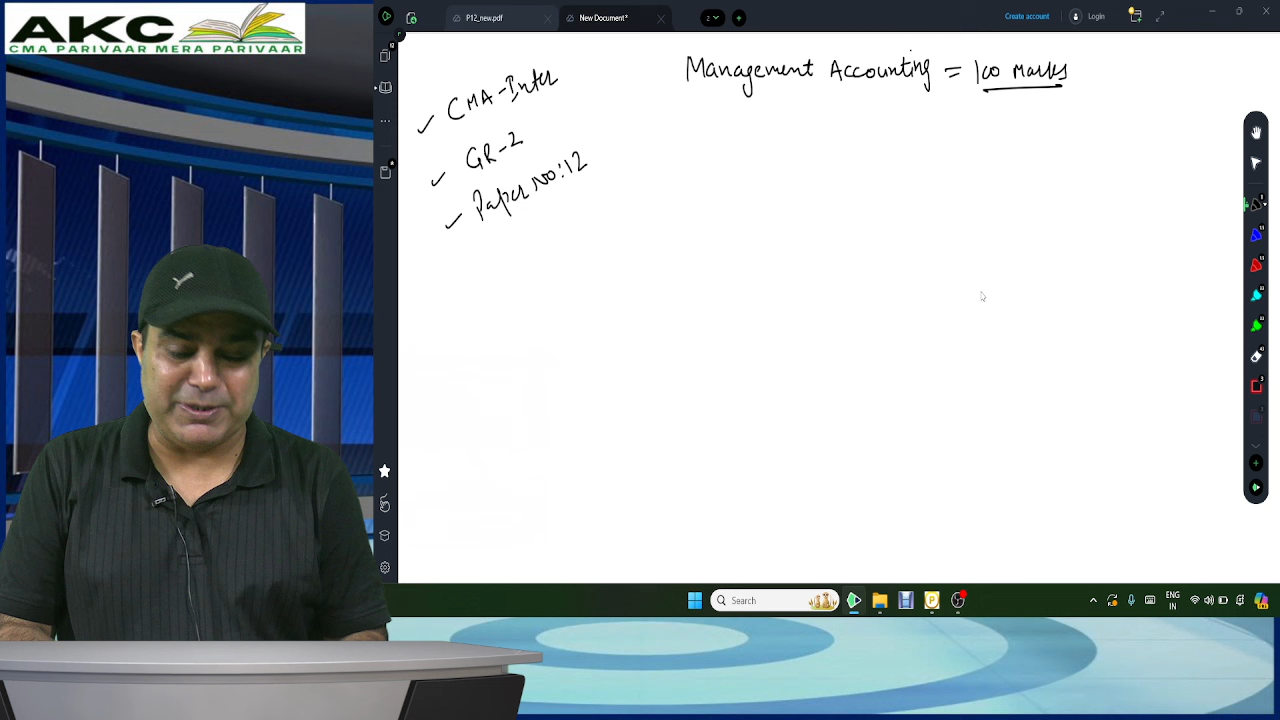 AKC
CMA PARIVAAR MERA PARIVAAR
P12_new.pdf
New Document*
2
Create account
Login
Management Accounting = 100 Marks
✓ CMA-Inter
✓ GR-2
✓ Paper No:12
Search
ENG
IN